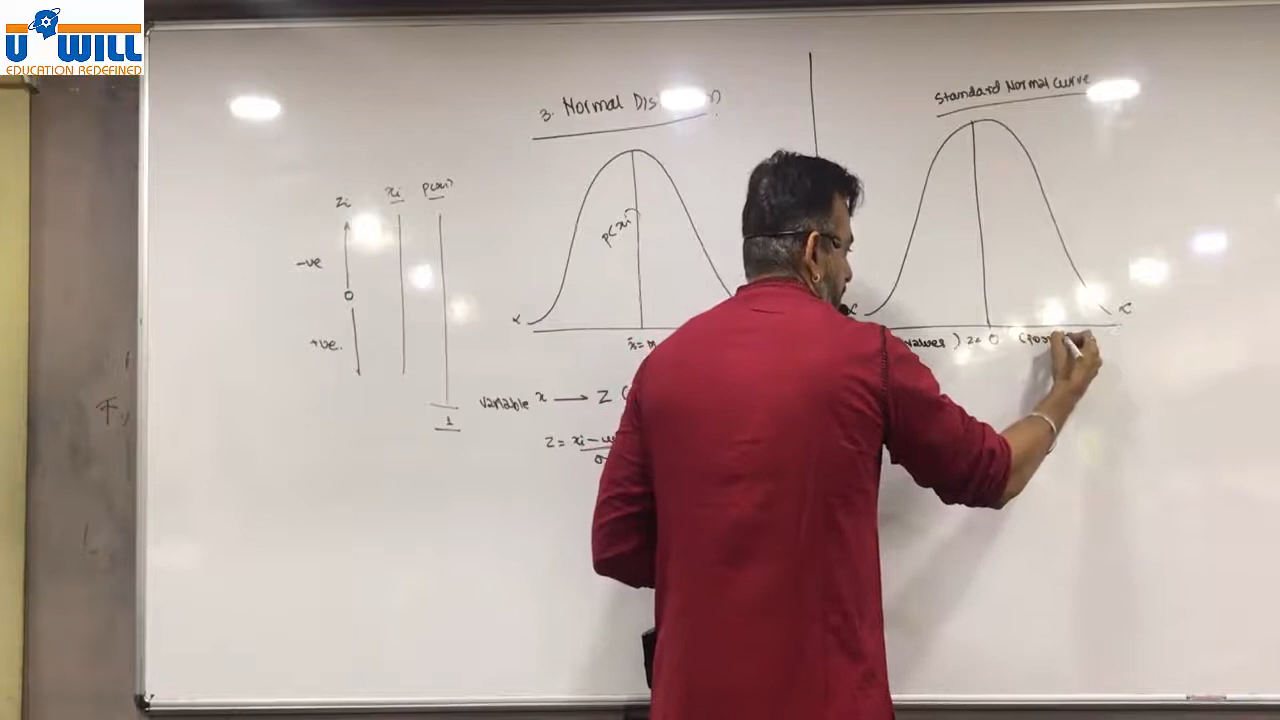 U WILL
EDUCATION REDEFINED
3. Normal Dis
Standard Normal Curve
zi xi p(xi)
-ve
0
+ve.
1
p(xi
x
x̄ =
variable x → Z (
Z = xi -
σ
values ) z = 0 (pos